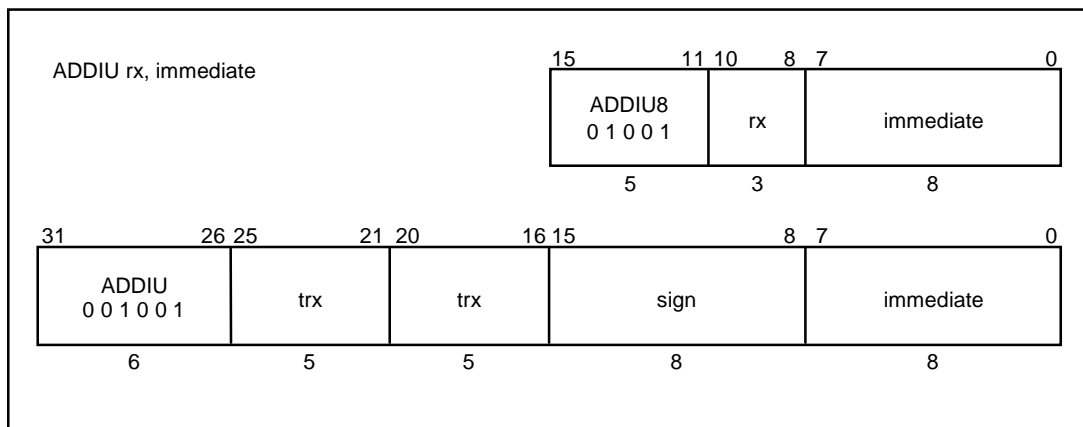 15 11 10 8 7 0
ADDIU rx, immediate
ADDIU8
0 1 0 0 1 rx immediate
5 3 8
31 26 25 21 20 16 15 8 7 0
ADDIU
0 0 1 0 0 1 trx trx sign immediate
6 5 5 8 8